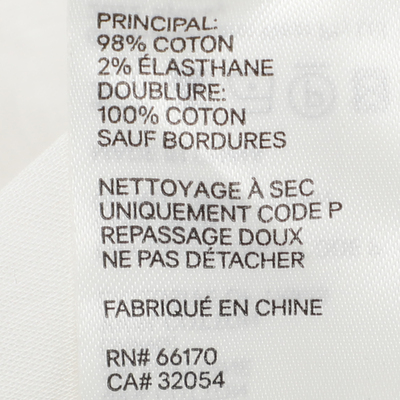 PRINCIPAL:
98% COTON
2% ÉLASTHANE
DOUBLURE:
100% COTON
SAUF BORDURES
NETTOYAGE À SEC
UNIQUEMENT CODE P
REPASSAGE DOUX
NE PAS DÉTACHER
FABRIQUÉ EN CHINE
RN# 66170
CA# 32054